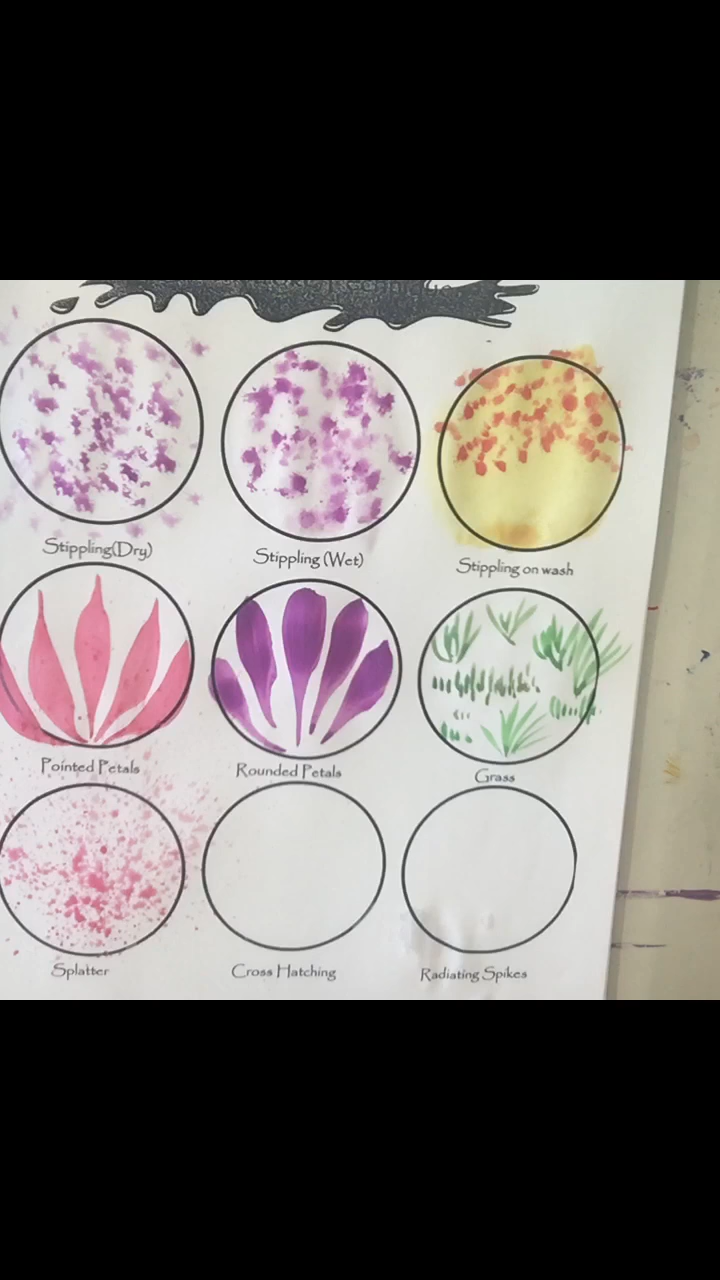 Stippling(Dry)
Stippling (Wet)
Stippling on wash
Pointed Petals
Rounded Petals
Grass
Splatter
Cross Hatching
Radiating Spikes